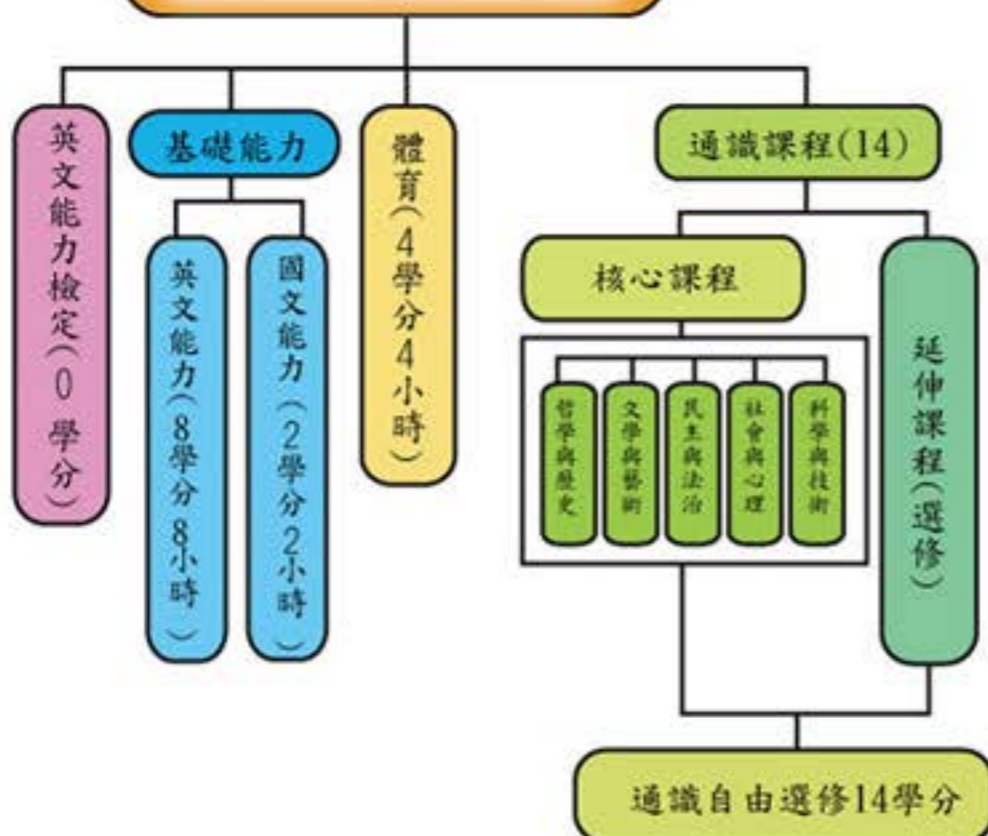 英文能力檢定(0 學分)
基礎能力
英文能力(8學分8小時)
國文能力(2學分2小時)
體育(4學分4小時)
通識課程(14)
核心課程
哲學與歷史
文學與藝術
民主與法治
社會與心理
科學與技術
延伸課程(選修)
通識自由選修14學分